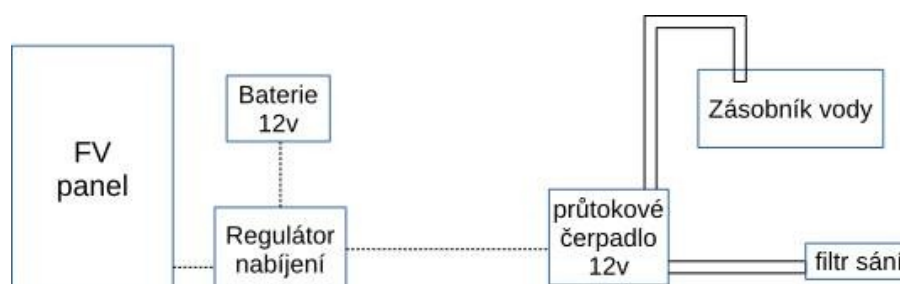 FV
panel
Baterie
12v
Regulátor
nabíjení
průtokové
čerpadlo
12v
Zásobník vody
filtr sání